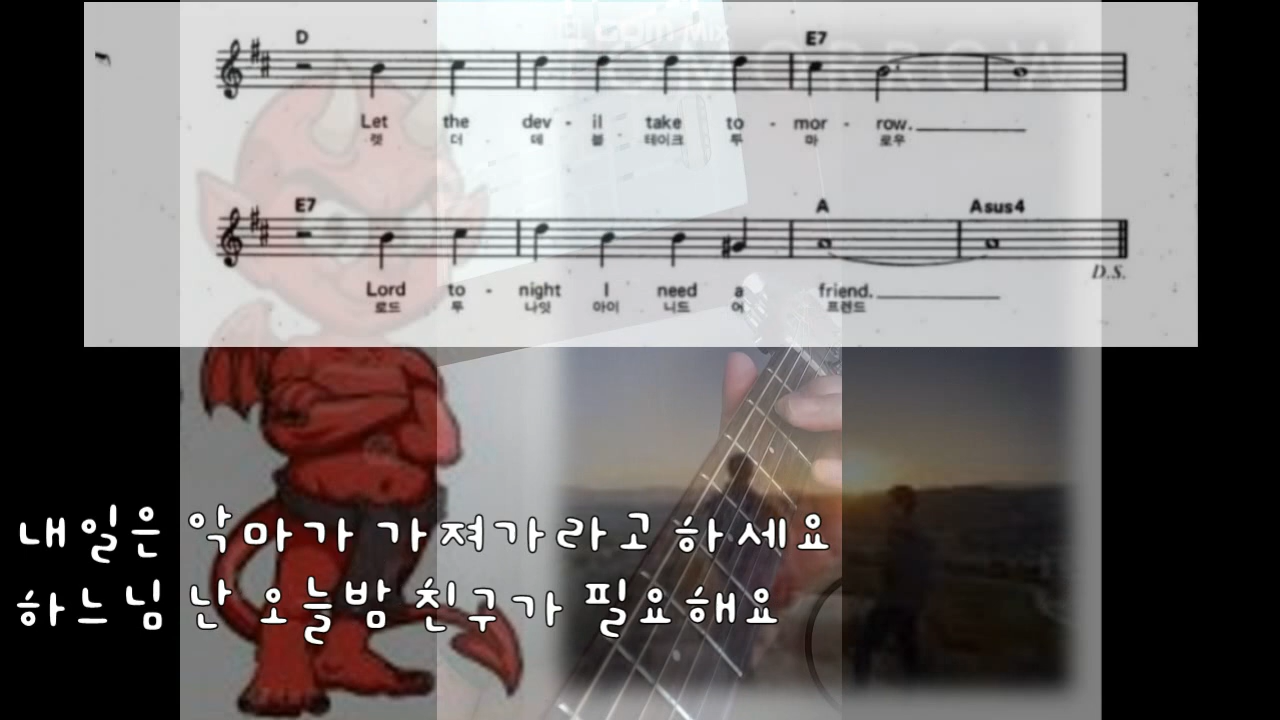 D E7
Let the dev - il take to - mor - row.
렛 더 데 블 테이크 투 마 로우
E7 A Asus4
D.S.
Lord to - night I need a friend.
로드 투 나잇 아이 니드 어 프렌드
내일은 악마가 가져가라고 하세요
하느님 난 오늘밤 친구가 필요해요